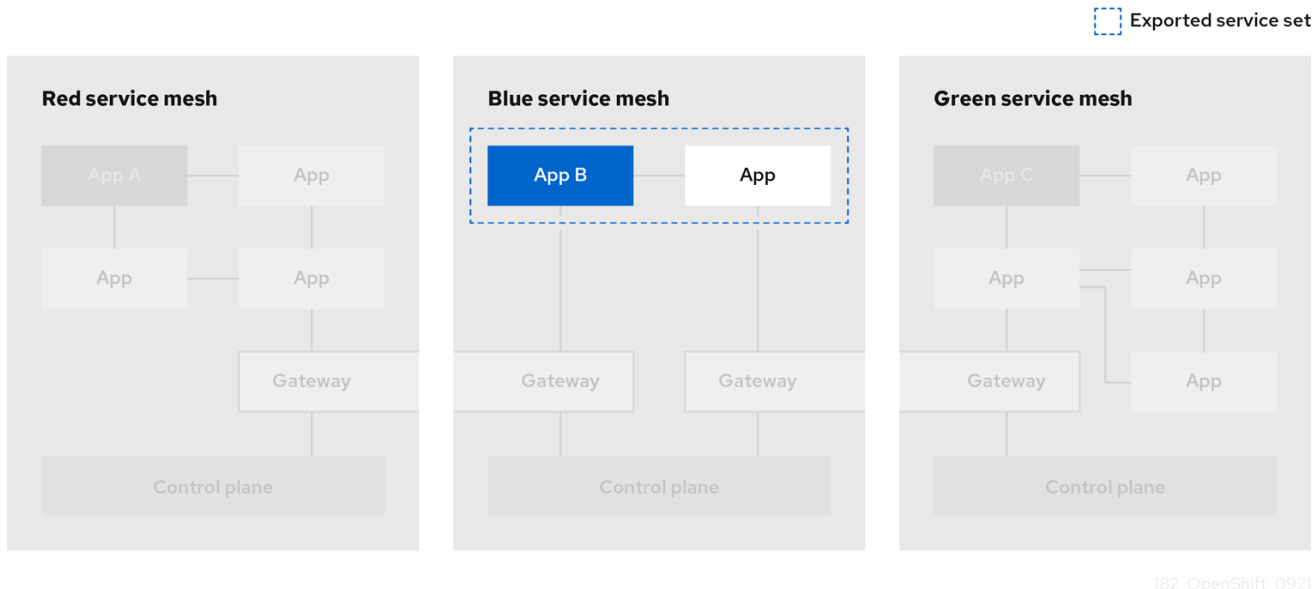 Exported service set
Red service mesh
App A
App
App
App
Gateway
Control plane
Blue service mesh
App B
App
Gateway
Gateway
Control plane
Green service mesh
App C
App
App
App
Gateway
App
Control plane
182_OpenShift_0921